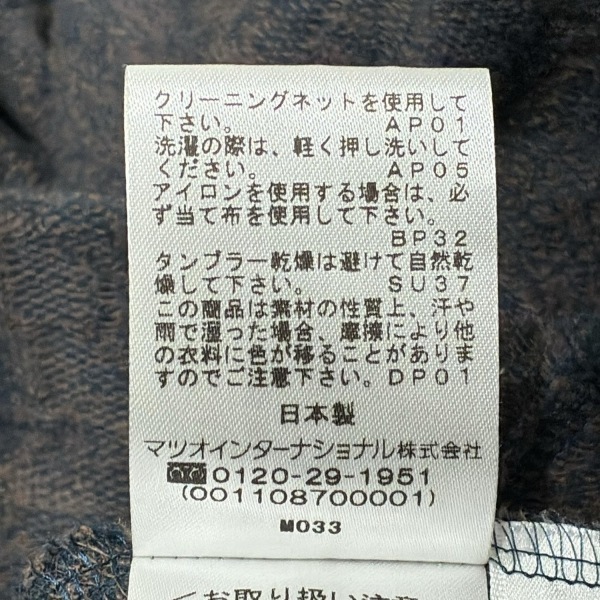 クリーニングネットを使用して
下さい。 AP01
洗濯の際は、軽く押し洗いして
ください。 AP05
アイロンを使用する場合は、必
ず当て布を使用して下さい。
BP32
タンブラー乾燥は避けて自然乾
燥して下さい。 SU37
この商品は素材の性質上、汗や
雨で湿った場合、摩擦により他
の衣料に色が移ることがありま
すのでご注意下さい。DP01
日本製
マツオインターナショナル株式会社
0120-29-1951
(001108700001)
M033
<お取り扱い注意